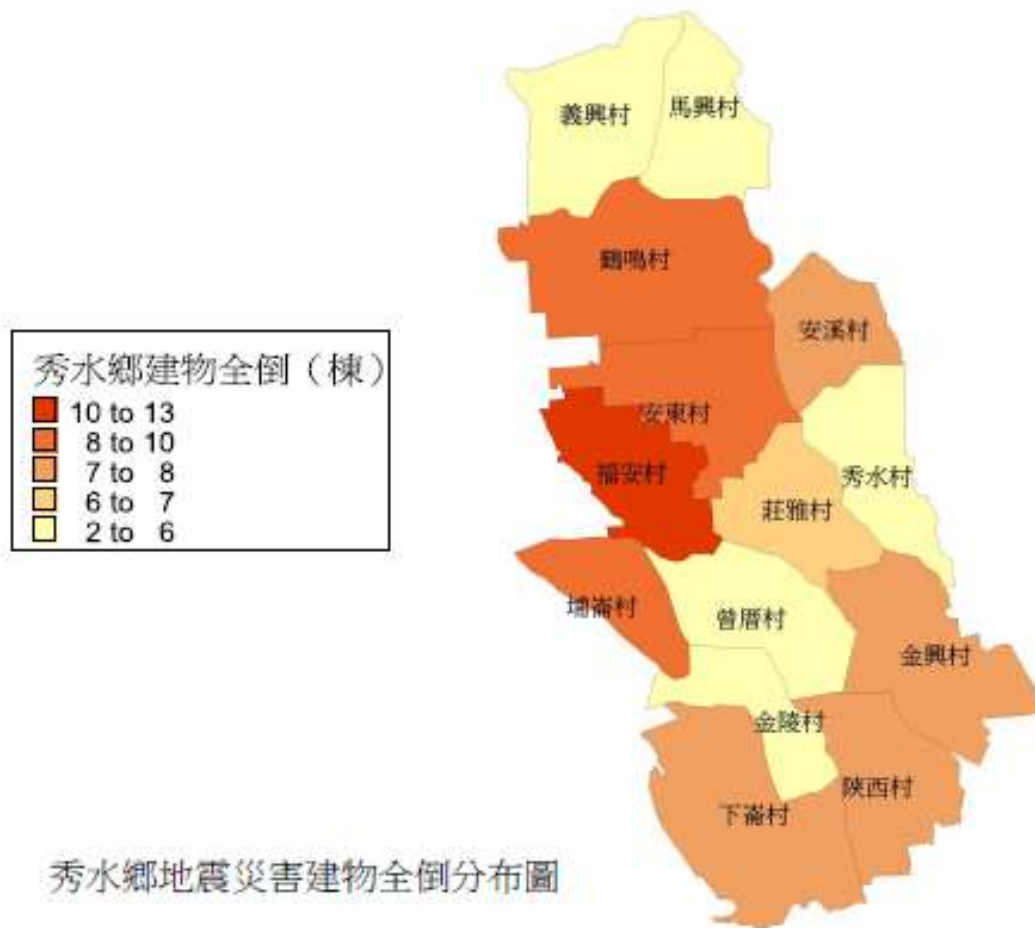 義興村
馬興村
鶴鳴村
安溪村
秀水鄉建物全倒（棟）
10 to 13
8 to 10
7 to 8
6 to 7
2 to 6
安東村
福安村
秀水村
莊雅村
埔崙村
曾厝村
金興村
金陵村
陝西村
下崙村
秀水鄉地震災害建物全倒分布圖